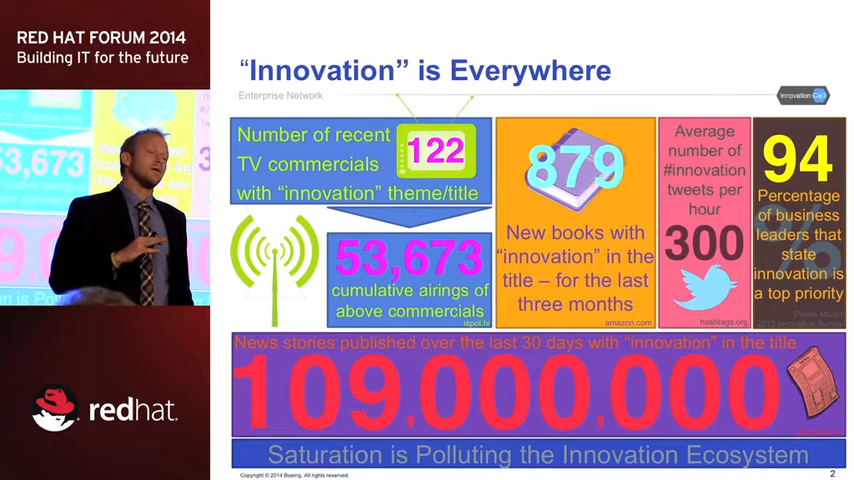 RED HAT FORUM 2014
Building IT for the future
“Innovation” is Everywhere
Enterprise Network
Innovation Cell
Number of recent
TV commercials
with “innovation” theme/title
122
53,673
cumulative airings of
above commercials
ispot.tv
879
New books with
“innovation” in the
title – for the last
three months
amazon.com
Average
number of
#innovation
tweets per
hour
300
hashtags.org
94
%
Percentage
of business
leaders that
state
innovation is
a top priority
News stories published over the last 30 days with “innovation” in the title
109,000,000
Saturation is Polluting the Innovation Ecosystem
Copyright © 2014 Boeing. All rights reserved.
2
53,673
redhat.